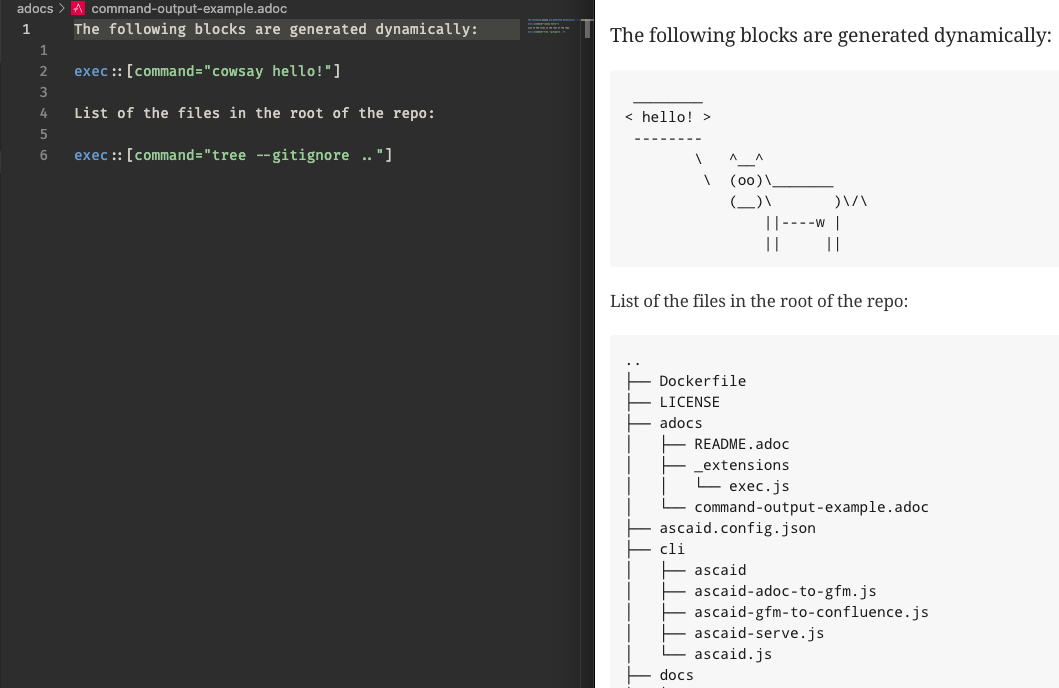 adocs > command-output-example.adoc
1 The following blocks are generated dynamically:
1
2 exec::[command="cowsay hello!"]
3
4 List of the files in the root of the repo:
5
6 exec::[command="tree --gitignore .."]
The following blocks are generated dynamically:
 ________
< hello! >
 --------
        \   ^__^
         \  (oo)\_______
            (__)\       )\/\
                ||----w |
                ||     ||
List of the files in the root of the repo:
..
├── Dockerfile
├── LICENSE
├── adocs
│   ├── README.adoc
│   ├── _extensions
│   │   └── exec.js
│   └── command-output-example.adoc
├── ascaid.config.json
├── cli
│   ├── ascaid
│   ├── ascaid-adoc-to-gfm.js
│   ├── ascaid-gfm-to-confluence.js
│   ├── ascaid-serve.js
│   └── ascaid.js
├── docs